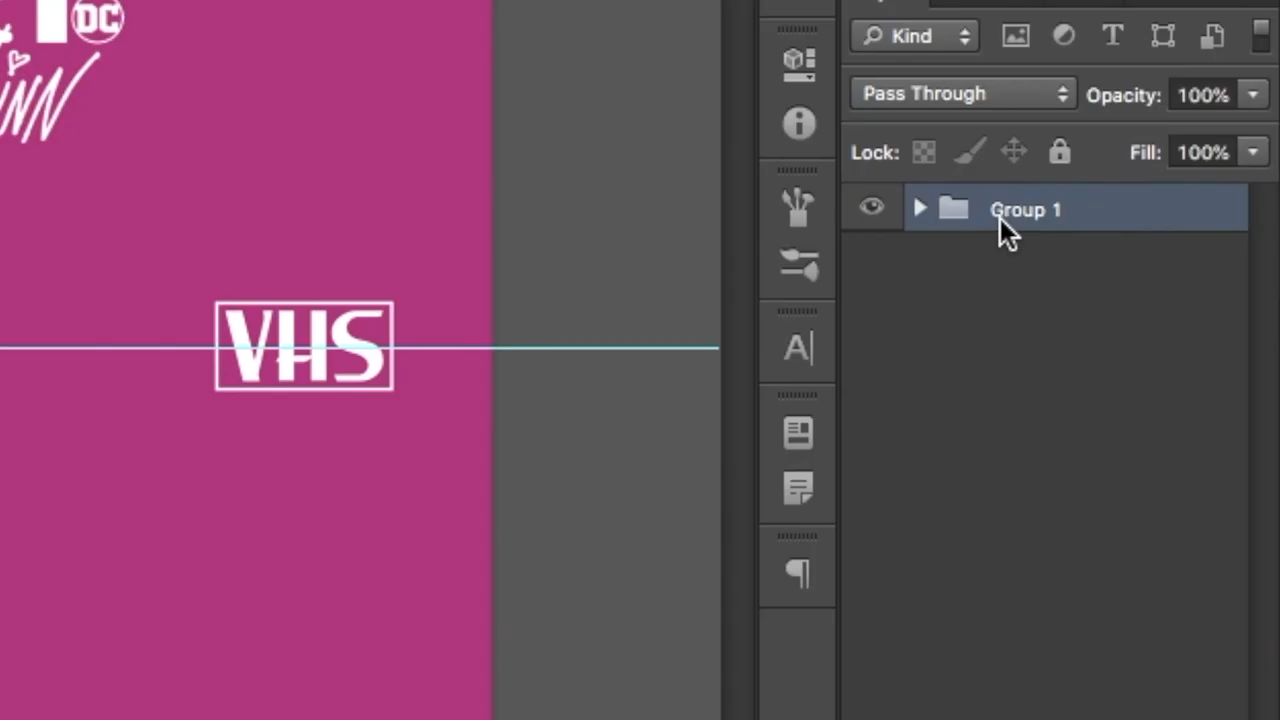 DC
VHS
Kind
Pass Through
Opacity: 100%
Lock:
Fill: 100%
Group 1